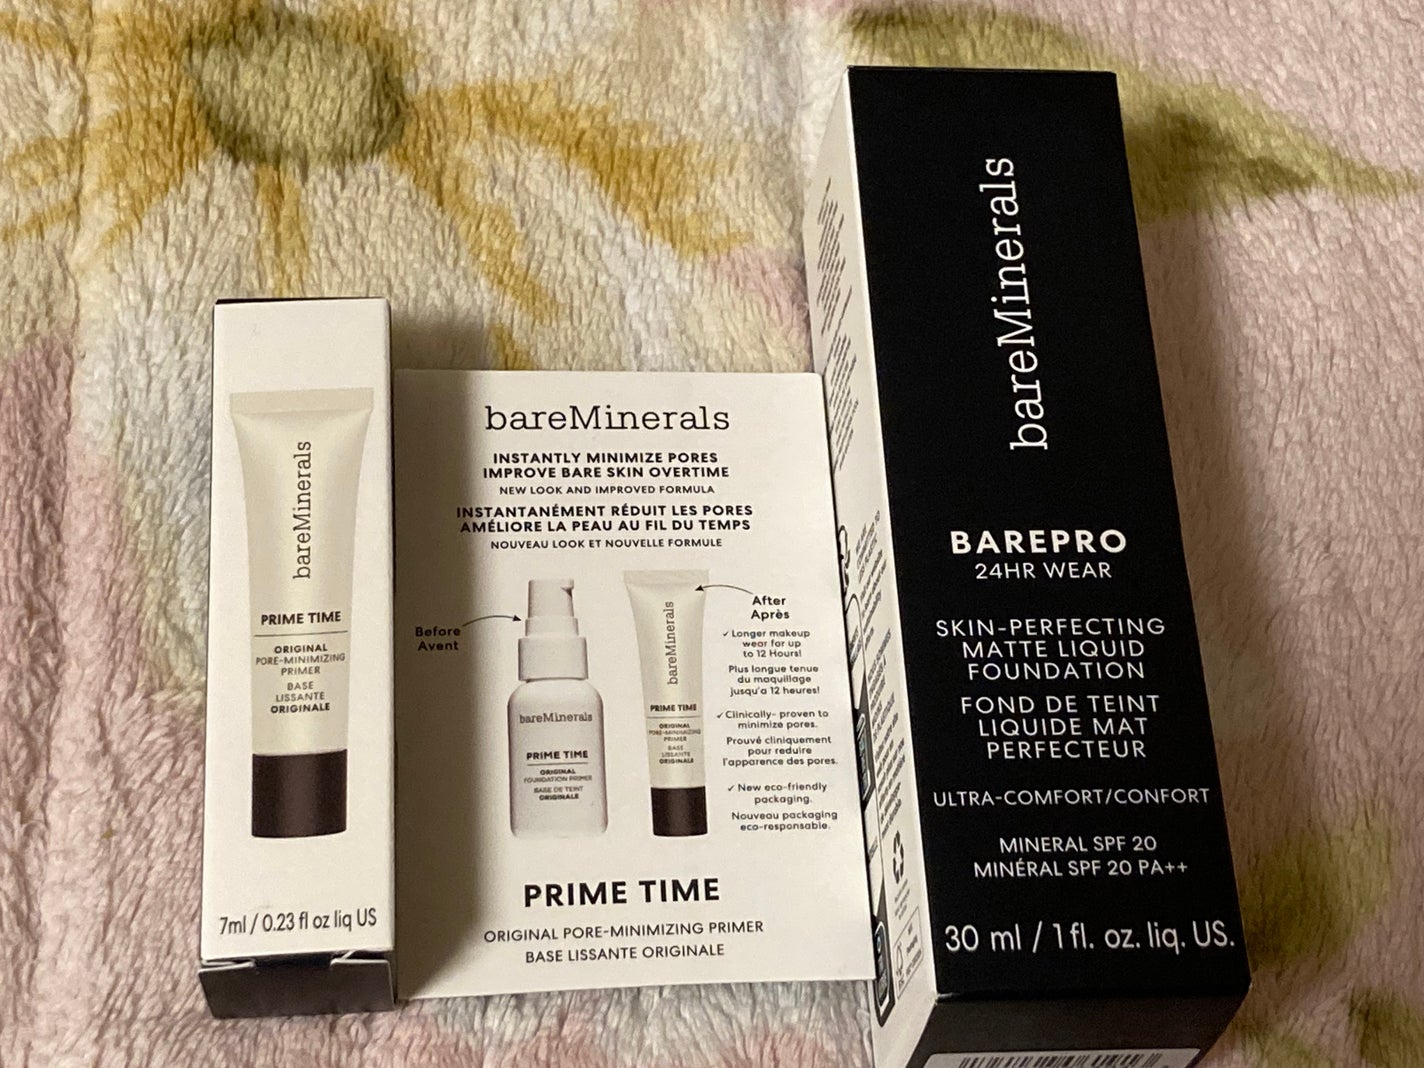 bareMinerals
PRIME TIME
ORIGINAL
PORE-MINIMIZING
PRIMER
BASE
LISSANTE
ORIGINALE
7ml / 0.23 fl oz liq US
bareMinerals
INSTANTLY MINIMIZE PORES
IMPROVE BARE SKIN OVERTIME
NEW LOOK AND IMPROVED FORMULA
INSTANTANÉMENT RÉDUIT LES PORES
AMÉLIORE LA PEAU AU FIL DU TEMPS
NOUVEAU LOOK ET NOUVELLE FORMULE
Before
Avent
bareMinerals
PRIME TIME
ORIGINAL
FOUNDATION PRIMER
BASE DE TEINT
ORIGINALE
bareMinerals
PRIME TIME
ORIGINAL
PORE-MINIMIZING
PRIMER
BASE
LISSANTE
ORIGINALE
After
Après
✓ Longer makeup
wear for up
to 12 Hours!
Plus longue tenue
du maquillage
jusqu'a 12 heures!
✓ Clinically- proven to
minimize pores.
Prouvé cliniquement
pour reduire
l'apparence des pores.
✓ New eco-friendly
packaging.
Nouveau packaging
eco-responsable.
PRIME TIME
ORIGINAL PORE-MINIMIZING PRIMER
BASE LISSANTE ORIGINALE
bareMinerals
BAREPRO
24HR WEAR
SKIN-PERFECTING
MATTE LIQUID
FOUNDATION
FOND DE TEINT
LIQUIDE MAT
PERFECTEUR
ULTRA-COMFORT/CONFORT
MINERAL SPF 20
MINÉRAL SPF 20 PA++
30 ml / 1 fl. oz. liq. US.